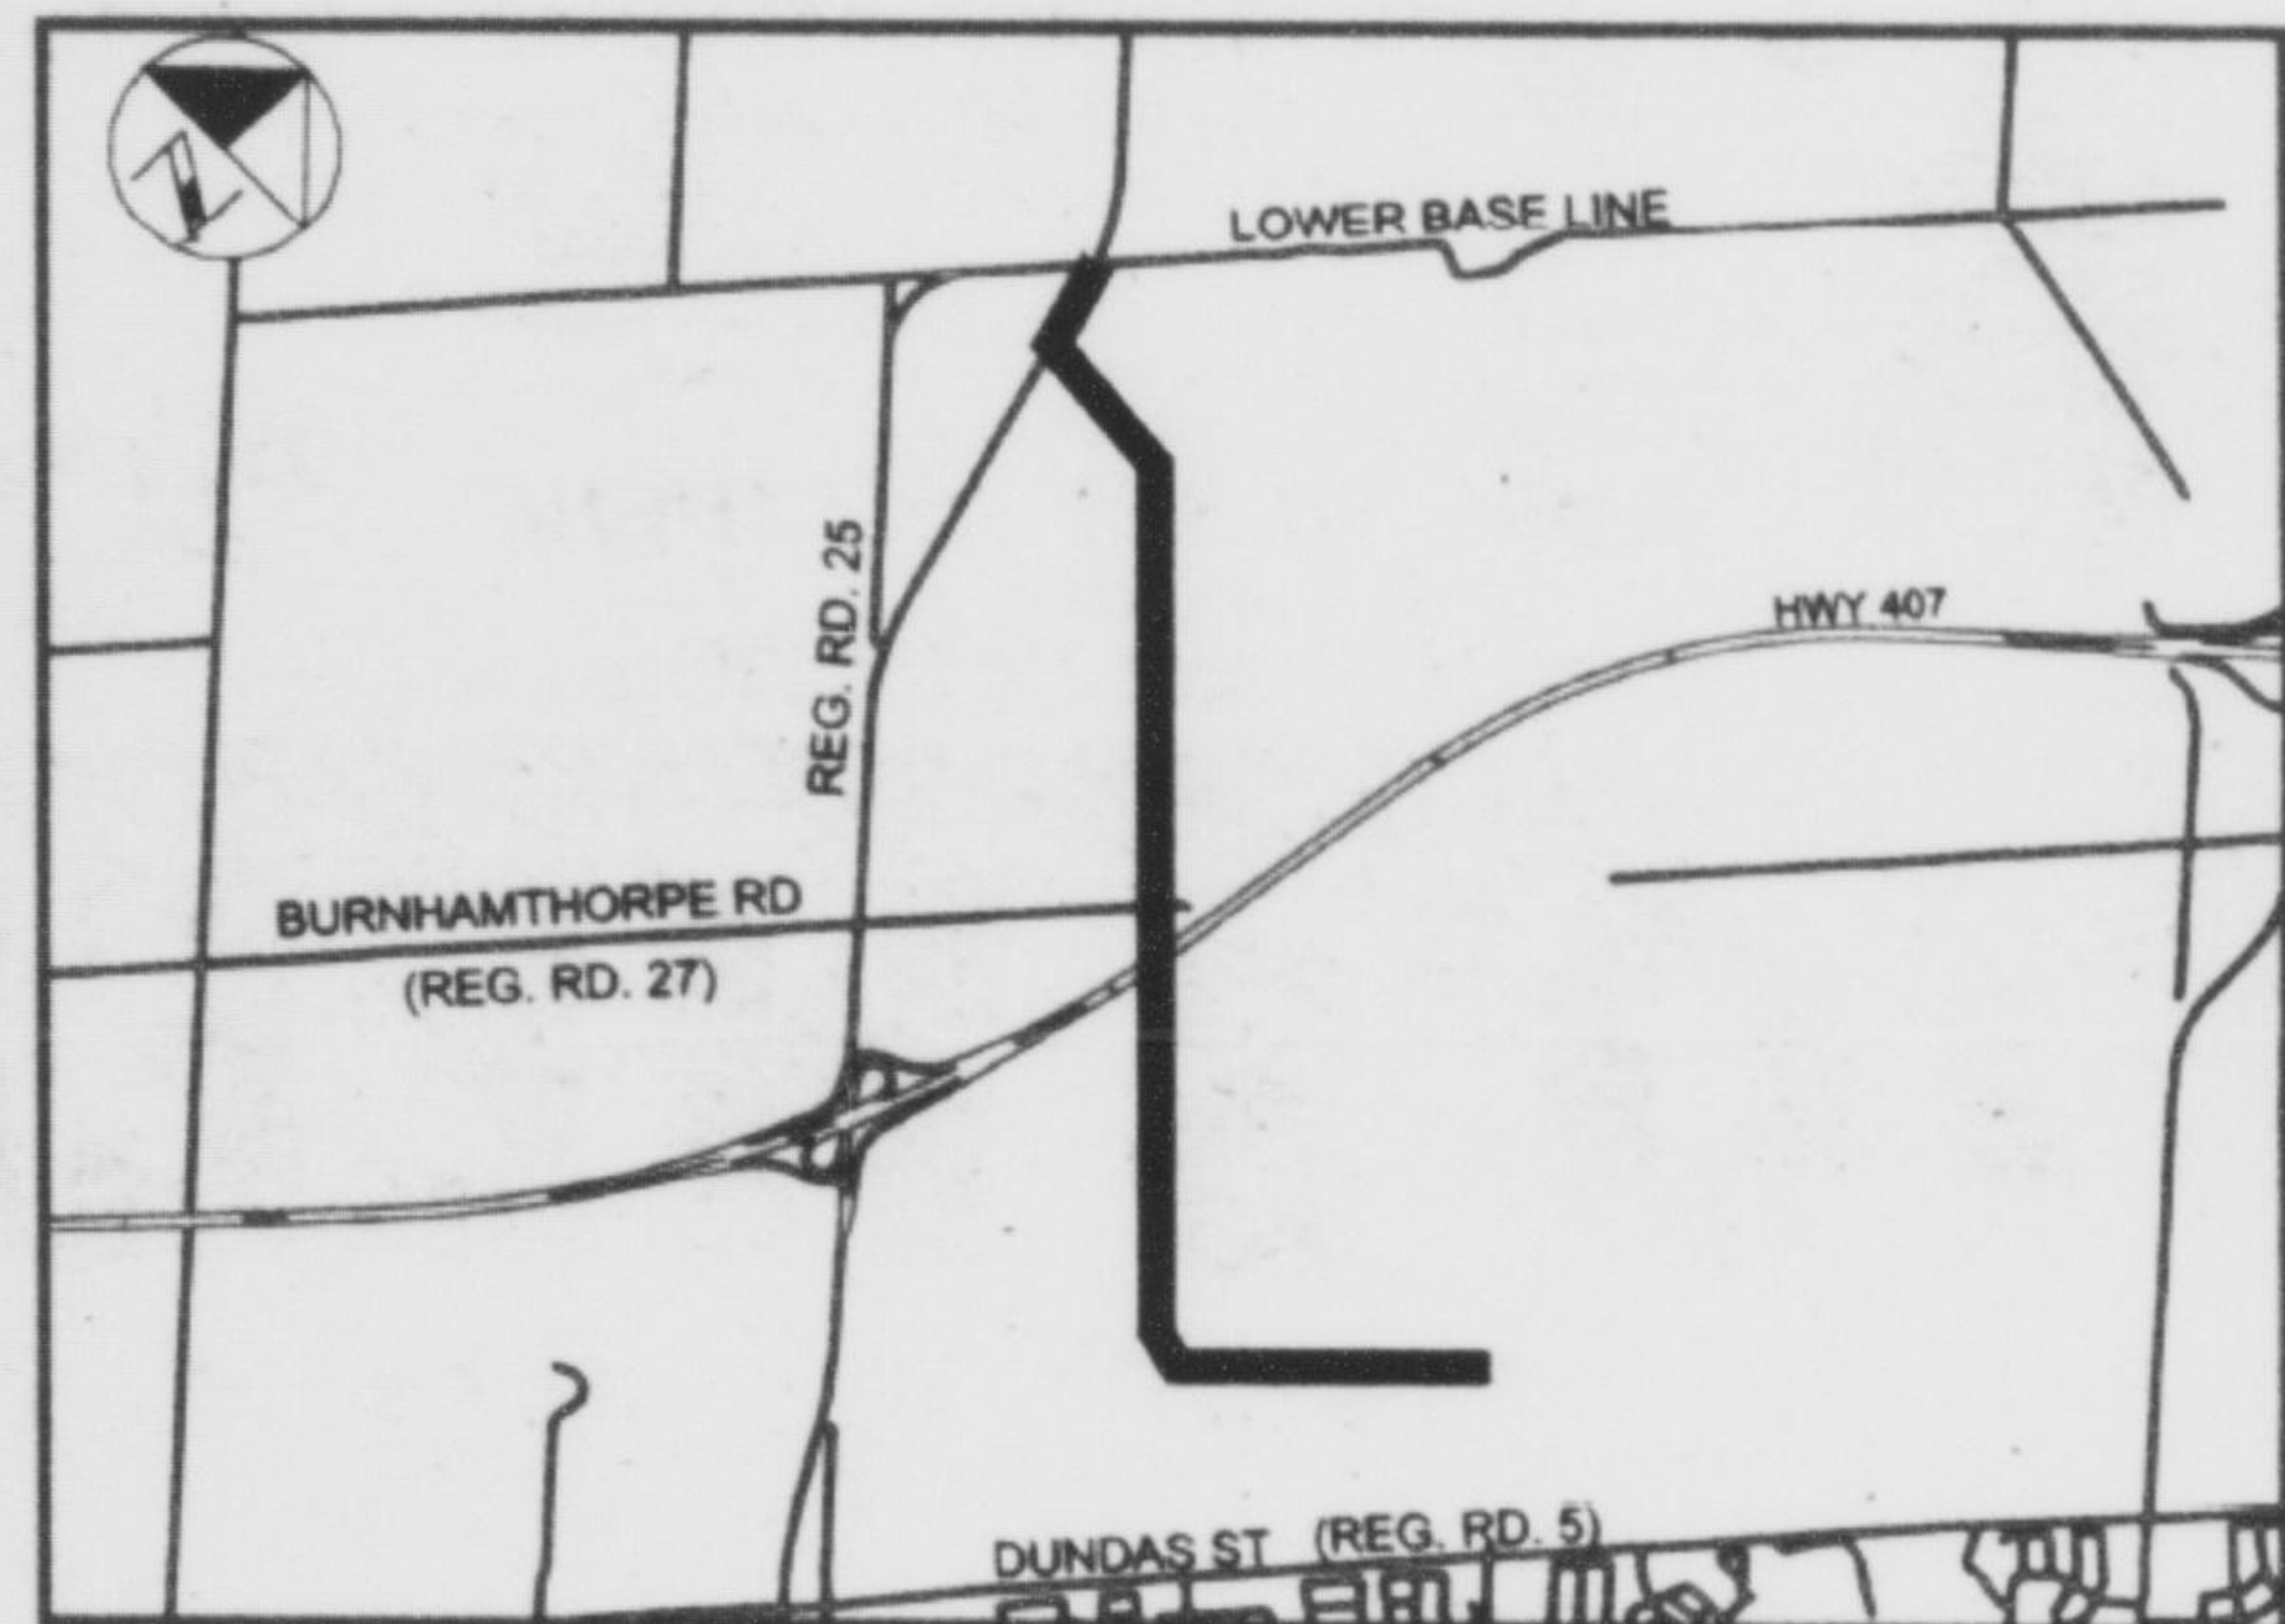 N
LOWER BASE LINE
HWY 407
REG. RD. 25
BURNHAMTHORPE RD
(REG. RD. 27)
DUNDAS ST (REG. RD. 5)